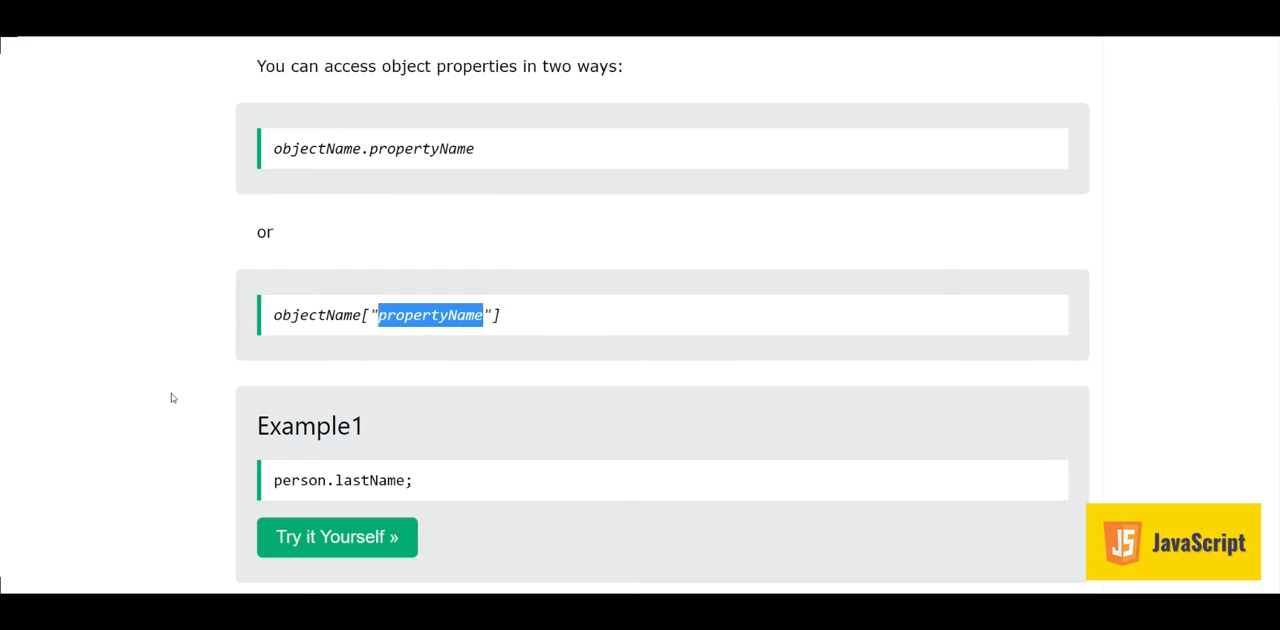 You can access object properties in two ways:
objectName.propertyName
or
objectName["propertyName"]
Example1
person.lastName;
Try it Yourself »
JS JavaScript